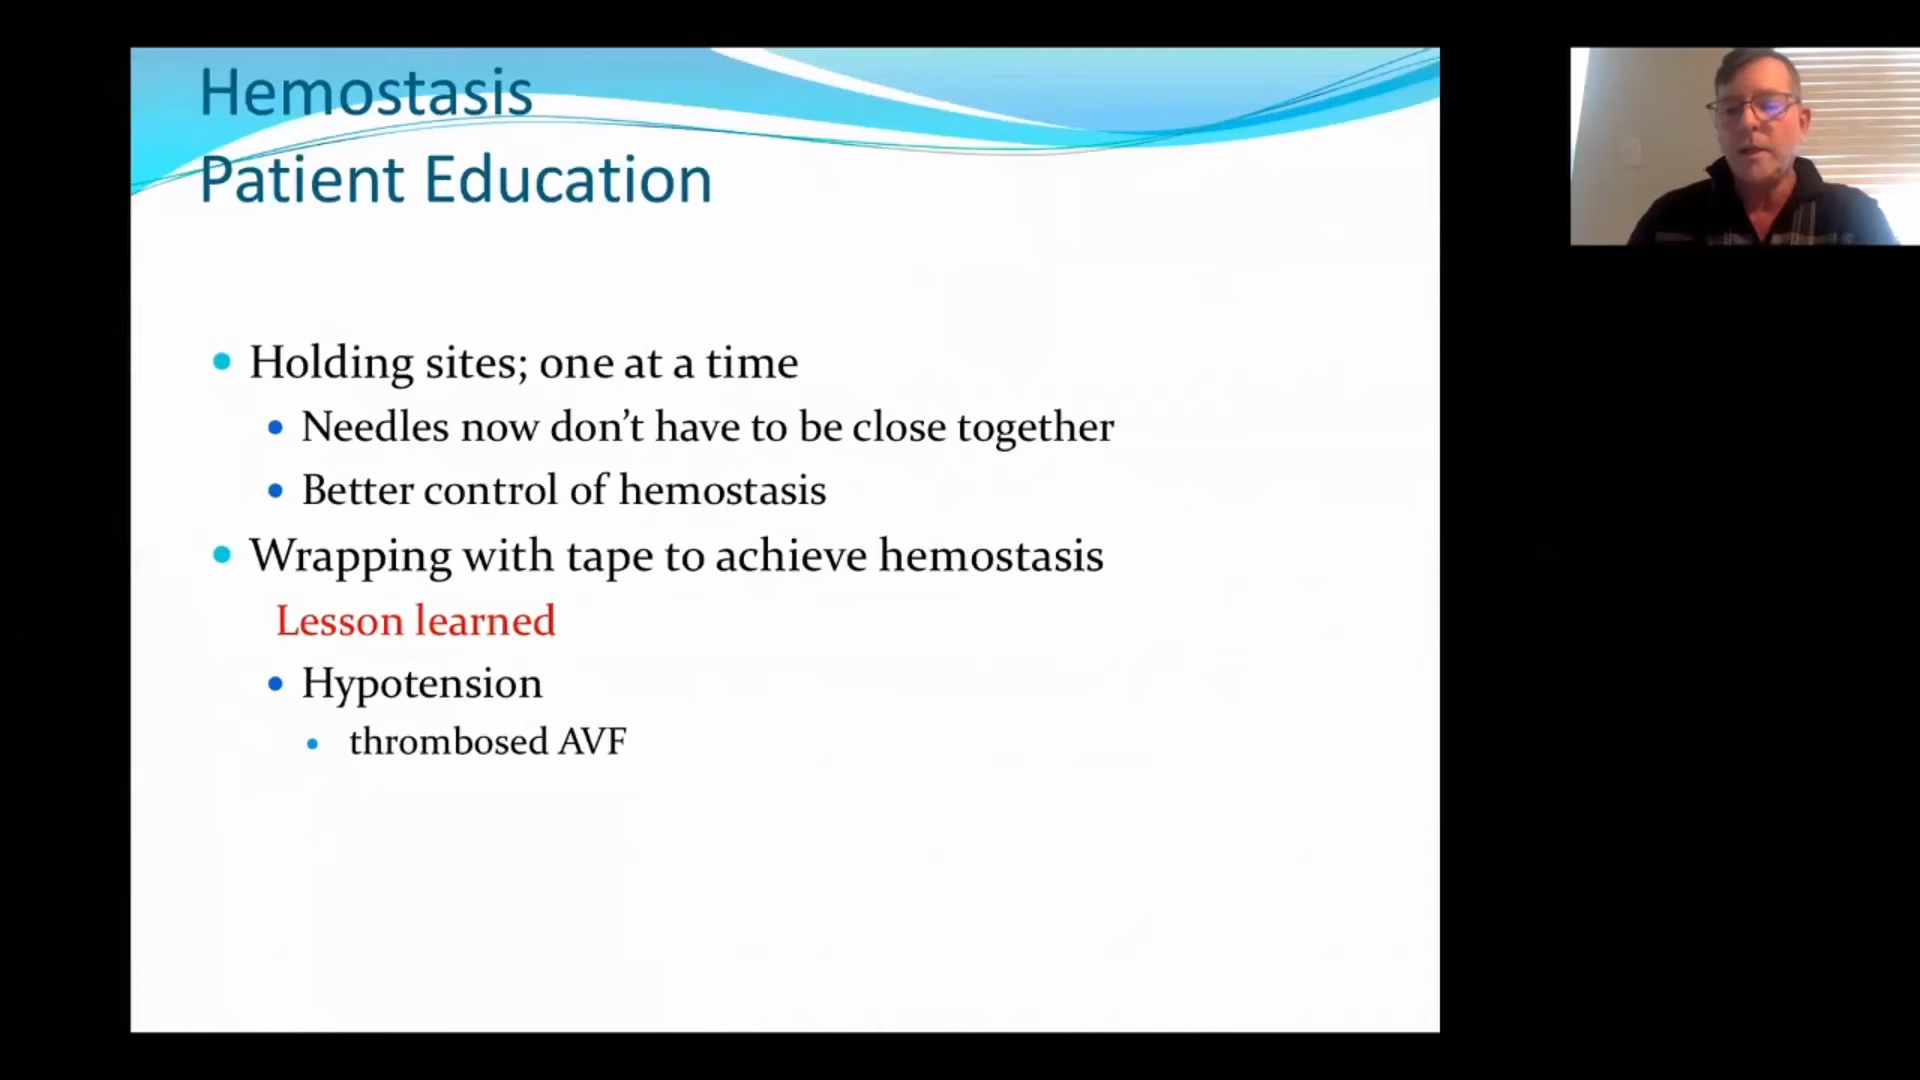 Hemostasis
Patient Education
Holding sites; one at a time
Needles now don’t have to be close together
Better control of hemostasis
Wrapping with tape to achieve hemostasis
Lesson learned
Hypotension
thrombosed AVF